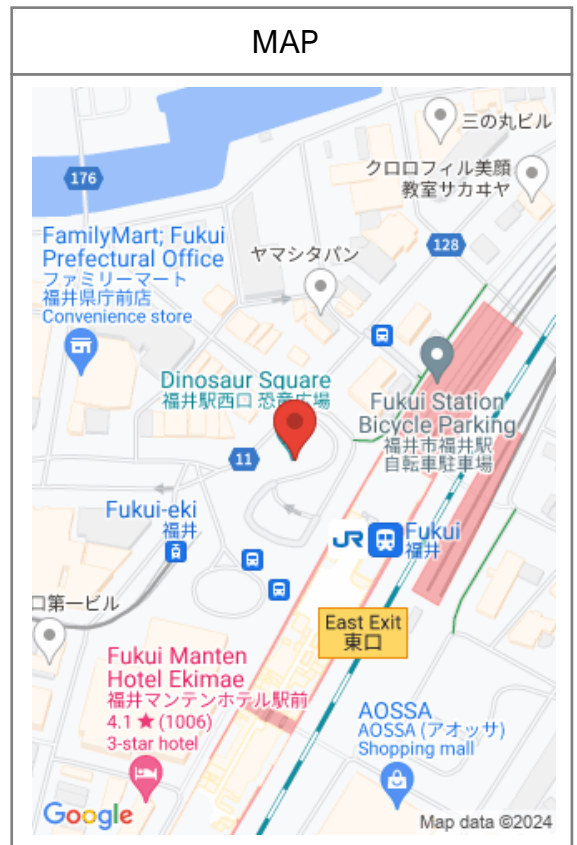 MAP
三の丸ビル
クロロフィル美顔
教室サカヰヤ
176
128
FamilyMart; Fukui
Prefectural Office
ファミリーマート
福井県庁前店
Convenience store
ヤマシタパン
Dinosaur Square
福井駅西口 恐竜広場
Fukui Station
Bicycle Parking
福井市福井駅
自転車駐車場
11
Fukui-eki
福井
JR
Fukui
福井
口第一ビル
East Exit
東口
Fukui Manten
Hotel Ekimae
福井マンテンホテル駅前
4.1 ★ (1006)
3-star hotel
AOSSA
AOSSA (アオッサ)
Shopping mall
Google
Map data ©2024